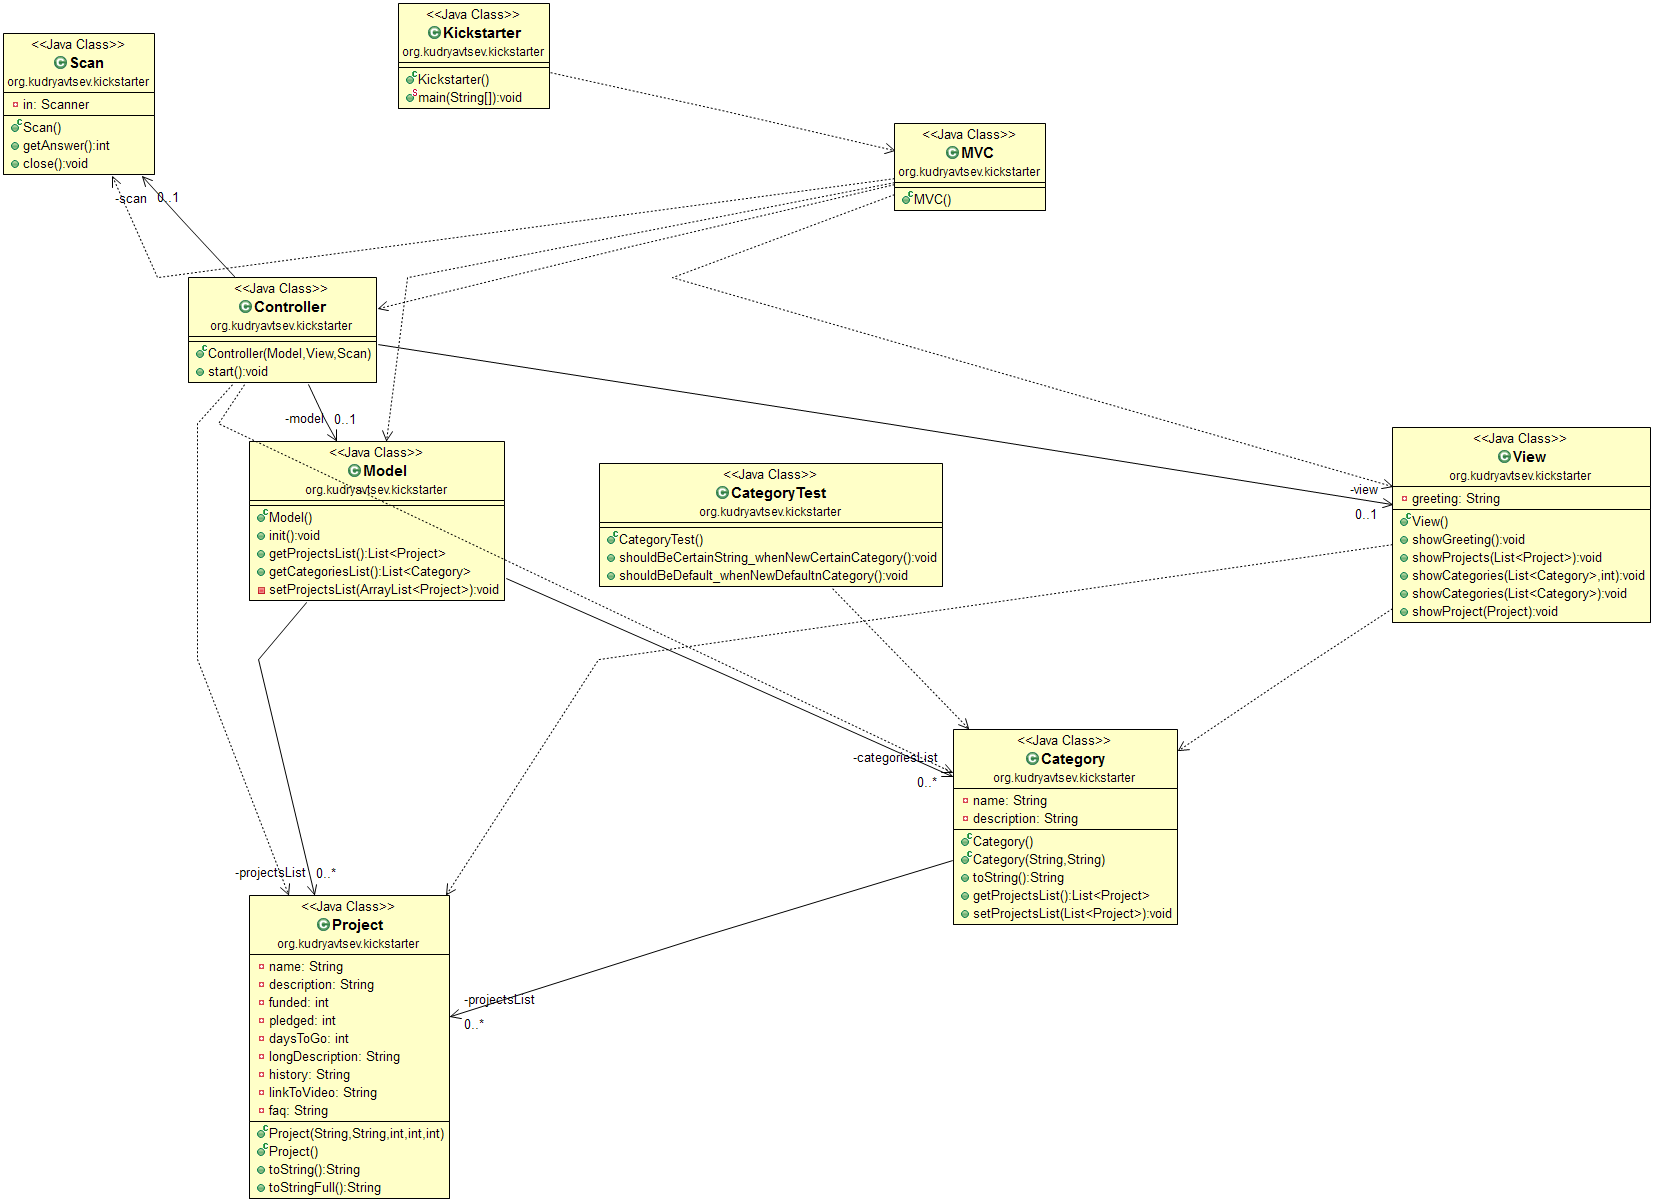 <<Java Class>>
Kickstarter
org.kudryavtsev.kickstarter
Kickstarter()
main(String[]):void
<<Java Class>>
Scan
org.kudryavtsev.kickstarter
in: Scanner
Scan()
getAnswer():int
close():void
<<Java Class>>
MVC
org.kudryavtsev.kickstarter
MVC()
-scan
0..1
<<Java Class>>
Controller
org.kudryavtsev.kickstarter
Controller(Model,View,Scan)
start():void
-model
0..1
<<Java Class>>
Model
org.kudryavtsev.kickstarter
Model()
init():void
getProjectsList():List<Project>
getCategoriesList():List<Category>
setProjectsList(ArrayList<Project>):void
<<Java Class>>
CategoryTest
org.kudryavtsev.kickstarter
CategoryTest()
shouldBeCertainString_whenNewCertainCategory():void
shouldBeDefault_whenNewDefaultnCategory():void
-view
0..1
<<Java Class>>
View
org.kudryavtsev.kickstarter
greeting: String
View()
showGreeting():void
showProjects(List<Project>):void
showCategories(List<Category>,int):void
showCategories(List<Category>):void
showProject(Project):void
-categoriesList
0..*
<<Java Class>>
Category
org.kudryavtsev.kickstarter
name: String
description: String
Category()
Category(String,String)
toString():String
getProjectsList():List<Project>
setProjectsList(List<Project>):void
-projectsList
0..*
<<Java Class>>
Project
org.kudryavtsev.kickstarter
name: String
description: String
funded: int
pledged: int
daysToGo: int
longDescription: String
history: String
linkToVideo: String
faq: String
Project(String,String,int,int,int)
Project()
toString():String
toStringFull():String
-projectsList
0..*